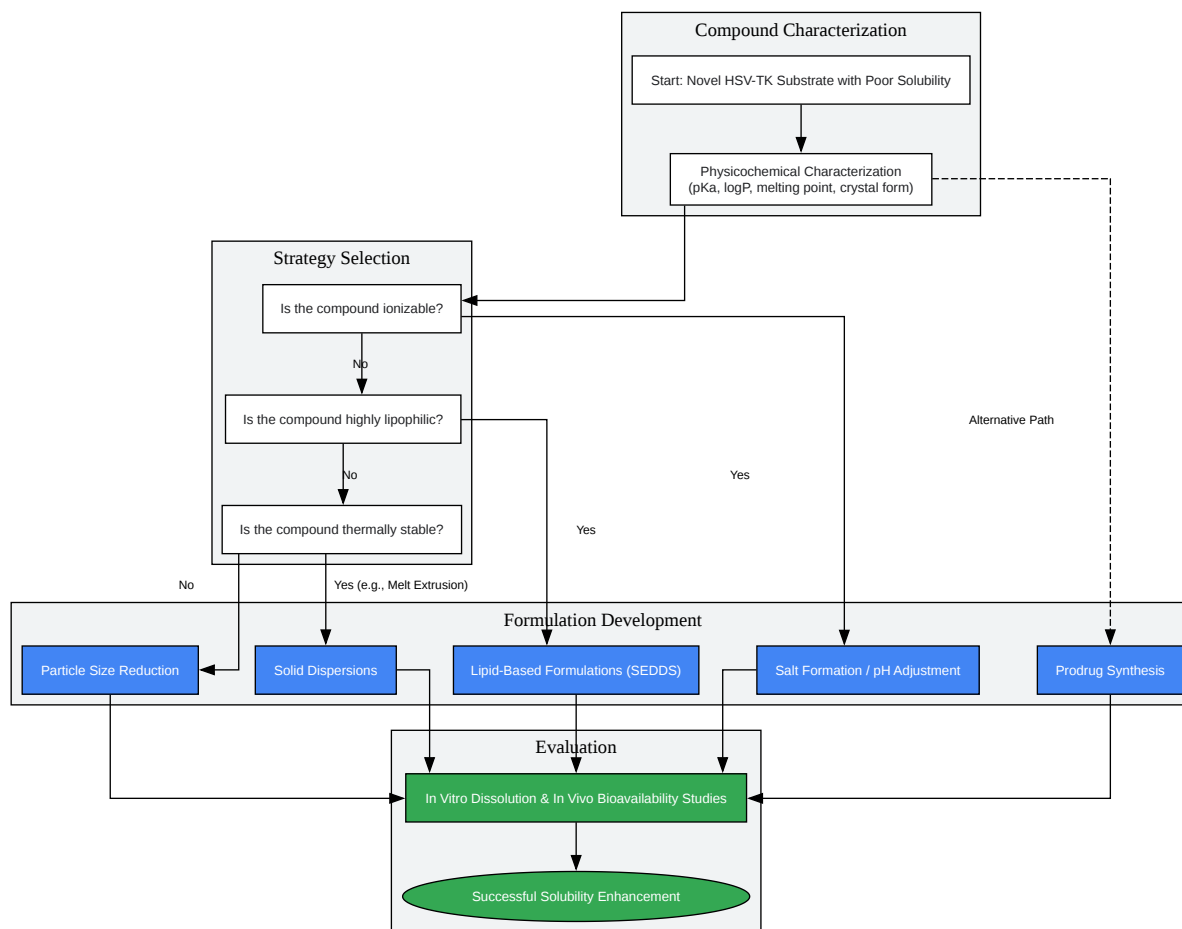 Compound Characterization
Start: Novel HSV-TK Substrate with Poor Solubility
Physicochemical Characterization
(pKa, logP, melting point, crystal form)
Strategy Selection
Is the compound ionizable?
No
Is the compound highly lipophilic?
Alternative Path
No
Yes
Is the compound thermally stable?
Yes
No
Yes (e.g., Melt Extrusion)
Formulation Development
Particle Size Reduction
Solid Dispersions
Lipid-Based Formulations (SEDDS)
Salt Formation / pH Adjustment
Prodrug Synthesis
Evaluation
In Vitro Dissolution & In Vivo Bioavailability Studies
Successful Solubility Enhancement